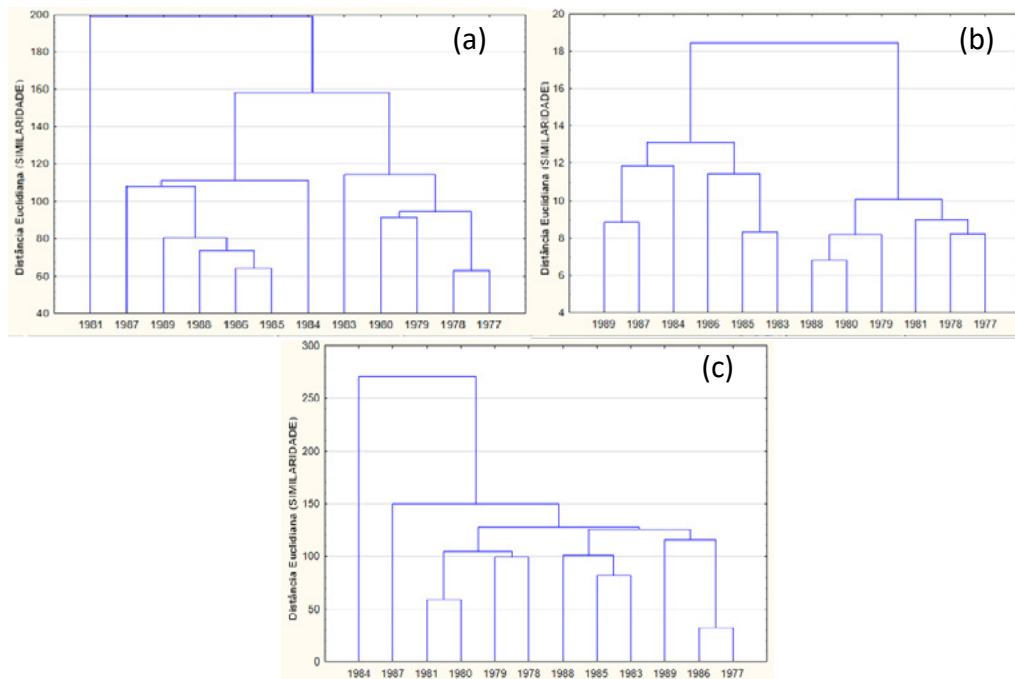 (a)
Distância Euclidiana (SIMILARIDADE)
200
180
160
140
120
100
80
60
40
1981 1987 1989 1988 1986 1985 1984 1983 1980 1979 1978 1977
(b)
Distância Euclidiana (SIMILARIDADE)
20
18
16
14
12
10
8
6
4
1989 1987 1984 1986 1985 1983 1988 1980 1979 1981 1978 1977
(c)
Distância Euclidiana (SIMILARIDADE)
300
250
200
150
100
50
0
1984 1987 1981 1980 1979 1978 1988 1985 1983 1989 1986 1977